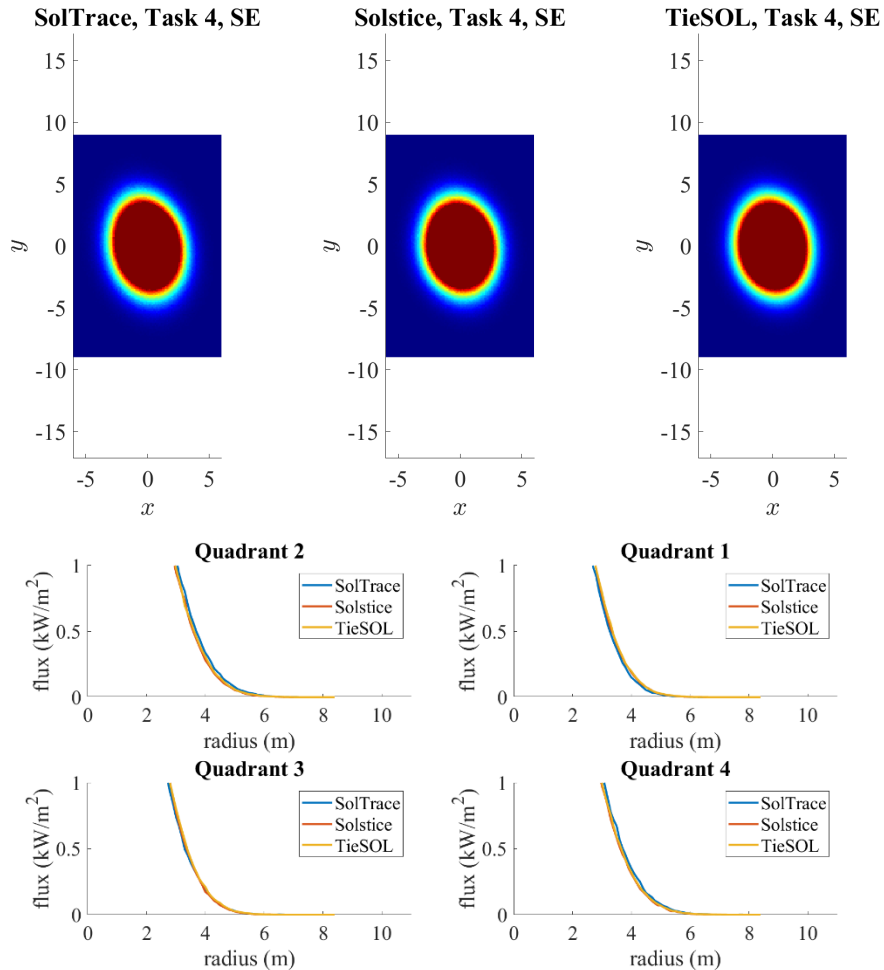 SolTrace, Task 4, SE
Solstice, Task 4, SE
TieSOL, Task 4, SE
15
10
5
0
-5
-10
-15
y
-5 0 5
x
15
10
5
0
-5
-10
-15
y
-5 0 5
x
15
10
5
0
-5
-10
-15
y
-5 0 5
x
Quadrant 2
1
0.5
0
flux (kW/m²)
SolTrace
Solstice
TieSOL
0 2 4 6 8 10
radius (m)
Quadrant 1
1
0.5
0
flux (kW/m²)
SolTrace
Solstice
TieSOL
0 2 4 6 8 10
radius (m)
Quadrant 3
1
0.5
0
flux (kW/m²)
SolTrace
Solstice
TieSOL
0 2 4 6 8 10
radius (m)
Quadrant 4
1
0.5
0
flux (kW/m²)
SolTrace
Solstice
TieSOL
0 2 4 6 8 10
radius (m)